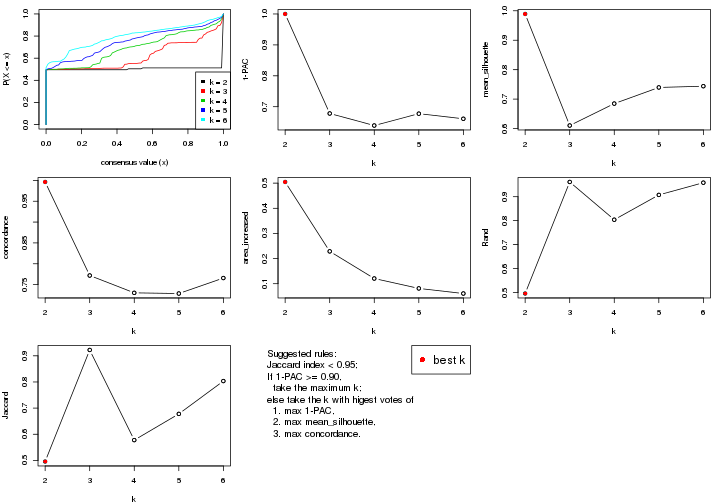 P(X <= x)
0.0 0.2 0.4 0.6 0.8 1.0
k = 2
k = 3
k = 4
k = 5
k = 6
0.0 0.2 0.4 0.6 0.8 1.0
consensus value (x)
1-PAC
0.7 0.8 0.9 1.0
2 3 4 5 6
k
mean_silhouette
0.6 0.7 0.8 0.9 1.0
2 3 4 5 6
k
concordance
0.75 0.85 0.95
2 3 4 5 6
k
area_increased
0.1 0.2 0.3 0.4 0.5
2 3 4 5 6
k
Rand
0.5 0.6 0.7 0.8 0.9
2 3 4 5 6
k
Jaccard
0.5 0.6 0.7 0.8 0.9
2 3 4 5 6
k
Suggested rules:
Jaccard index < 0.95;
If 1-PAC >= 0.90,
take the maximum k;
else take the k with higest votes of
1. max 1-PAC,
2. max mean_silhouette,
3. max concordance.
best k